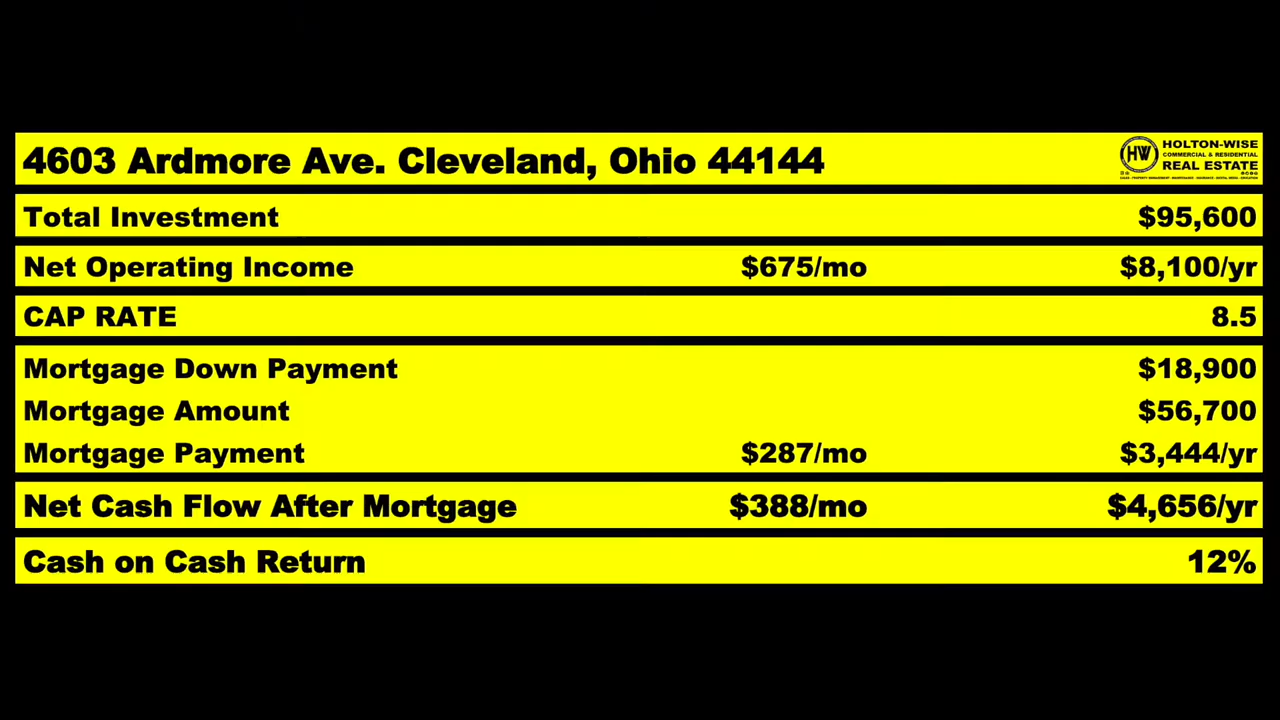 4603 Ardmore Ave. Cleveland, Ohio 44144
HW
HOLTON-WISE
COMMERCIAL & RESIDENTIAL
REAL ESTATE
Total Investment $95,600
Net Operating Income $675/mo $8,100/yr
CAP RATE 8.5
Mortgage Down Payment $18,900
Mortgage Amount $56,700
Mortgage Payment $287/mo $3,444/yr
Net Cash Flow After Mortgage $388/mo $4,656/yr
Cash on Cash Return 12%